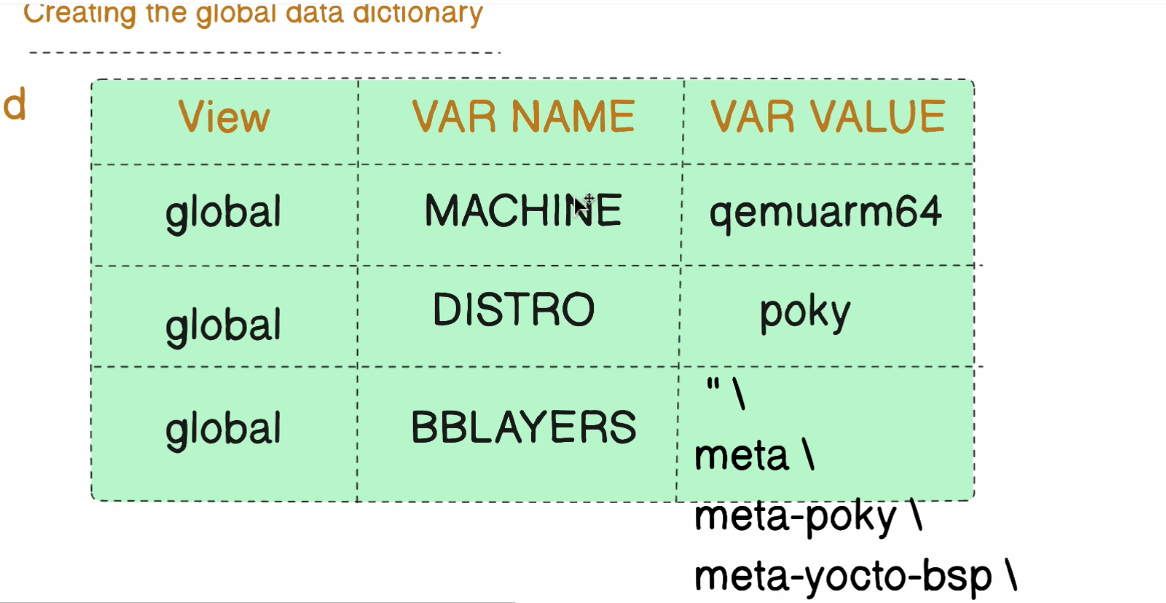 Creating the global data dictionary
d
View VAR NAME VAR VALUE
global MACHINE qemuarm64
global DISTRO poky
global BBLAYERS " \
meta \
meta-poky \
meta-yocto-bsp \